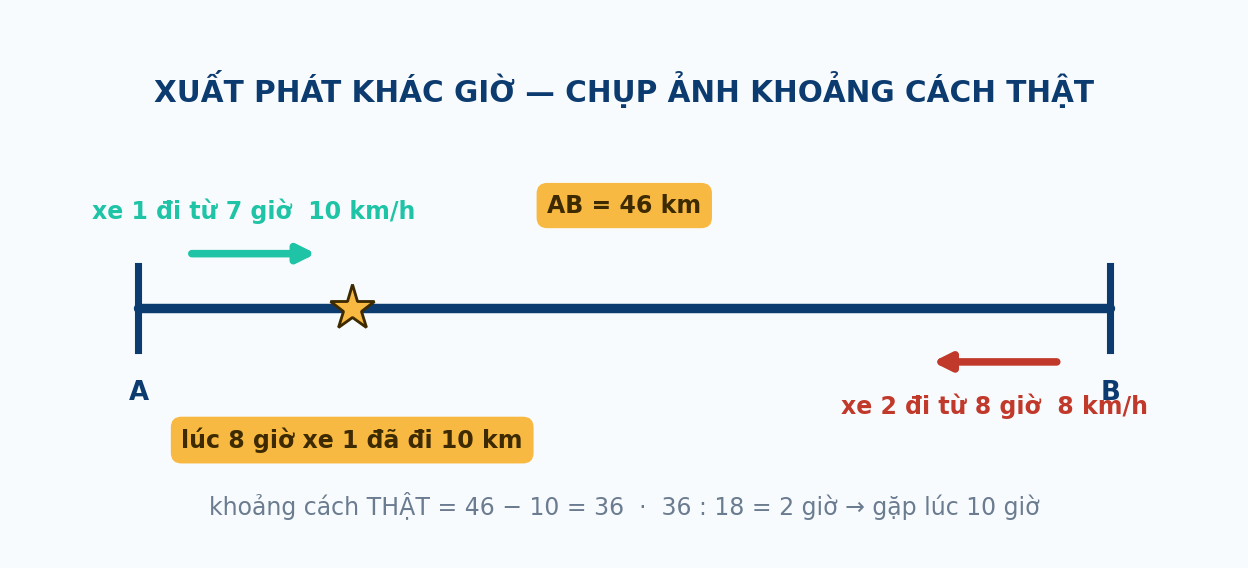 XUẤT PHÁT KHÁC GIỜ — CHỤP ẢNH KHOẢNG CÁCH THẬT
AB = 46 km
xe 1 đi từ 7 giờ  10 km/h
A
B
xe 2 đi từ 8 giờ  8 km/h
lúc 8 giờ xe 1 đã đi 10 km
khoảng cách THẬT = 46 − 10 = 36  ·  36 : 18 = 2 giờ → gặp lúc 10 giờ